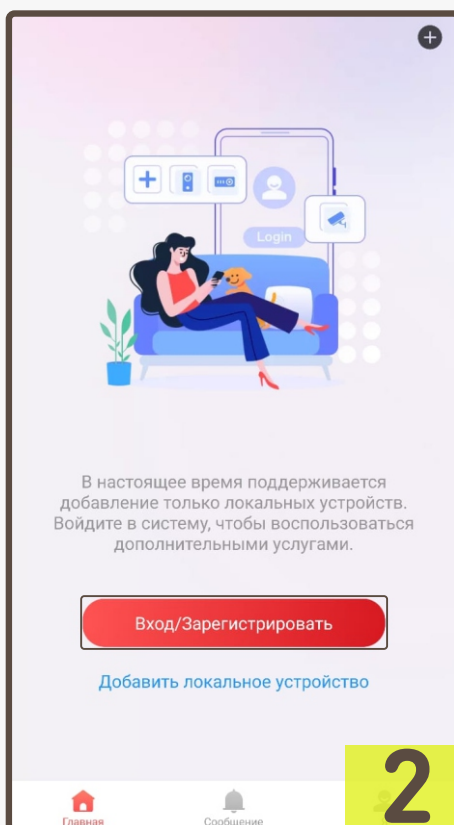 Login
В настоящее время поддерживается
добавление только локальных устройств.
Войдите в систему, чтобы воспользоваться
дополнительными услугами.
Вход/Зарегистрировать
Добавить локальное устройство
Главная
Сообщение
2